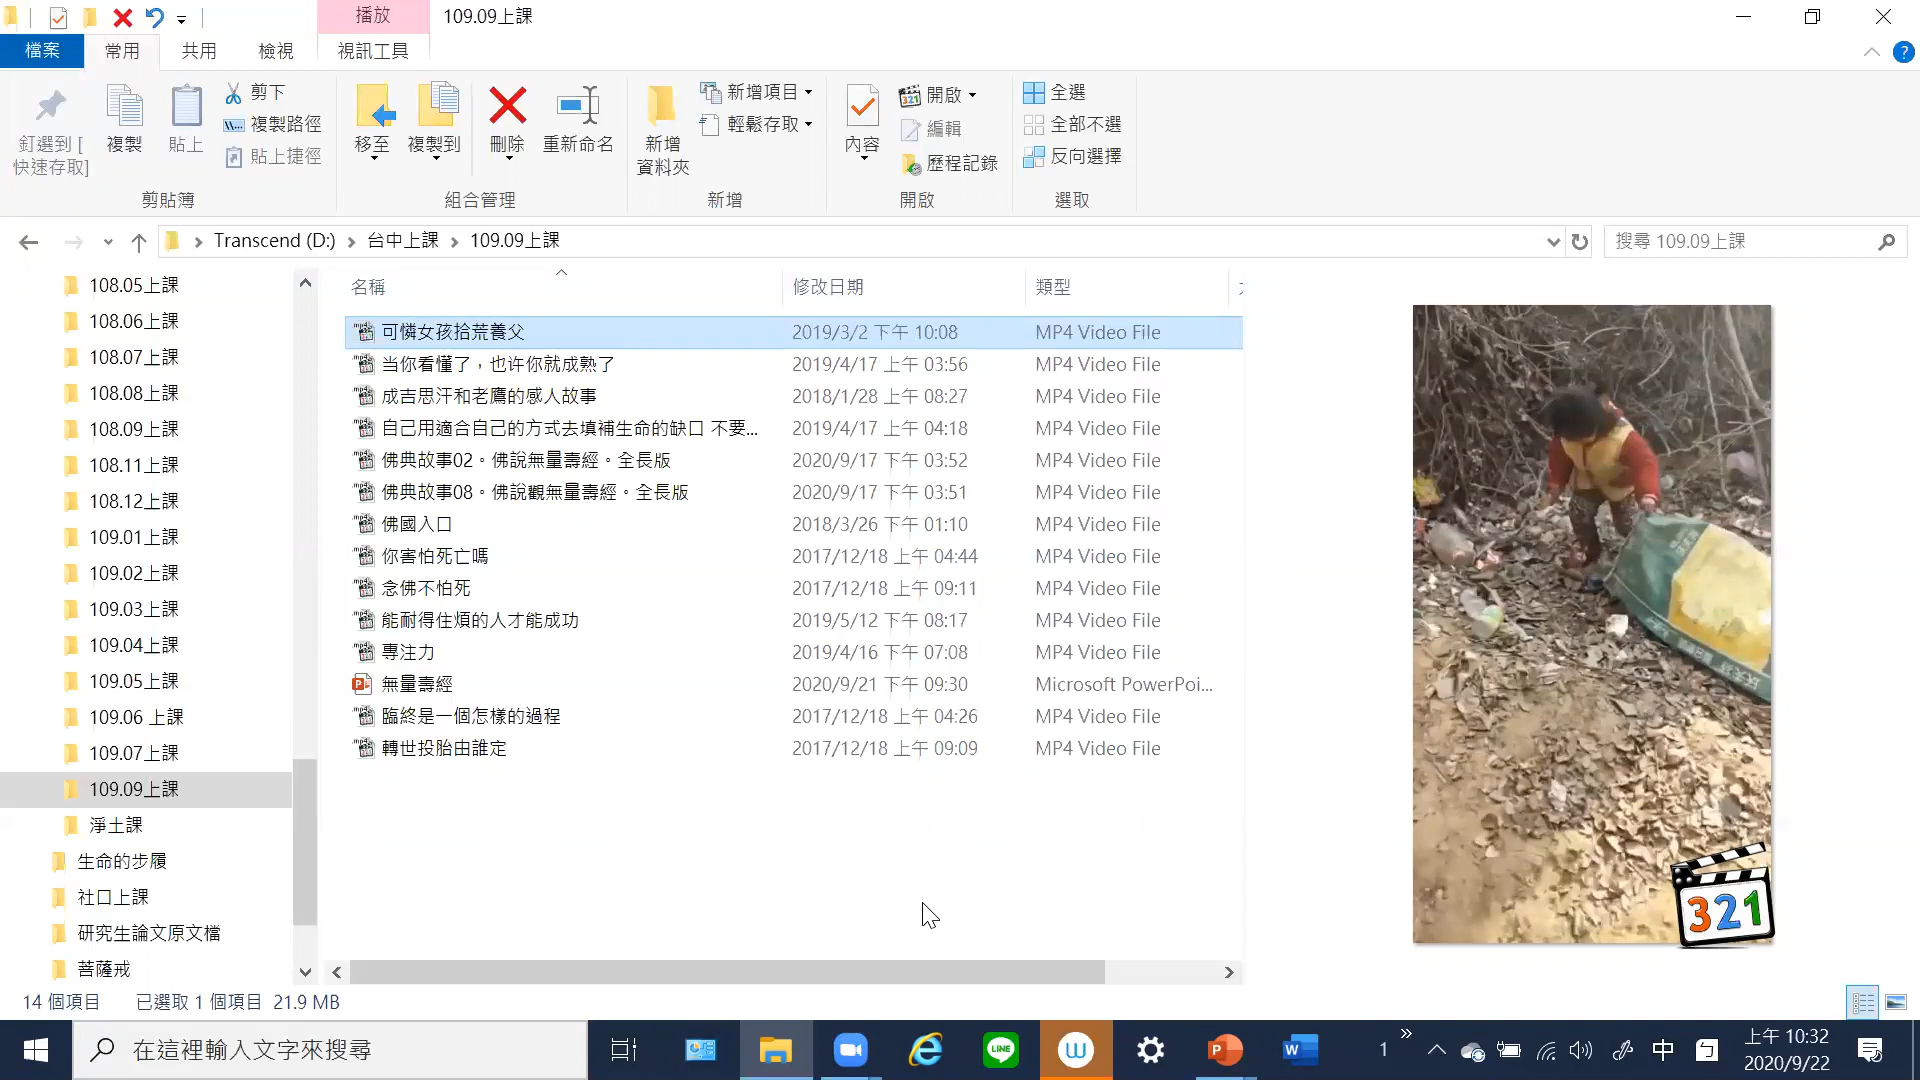 播放
109.09上課
檔案
常用
共用
檢視
視訊工具
釘選到 [
快速存取]
複製
貼上
剪下
複製路徑
貼上捷徑
移至
複製到
刪除
重新命名
新增
資料夾
新增項目
輕鬆存取
內容
開啟
編輯
歷程記錄
全選
全部不選
反向選擇
剪貼簿
組合管理
新增
開啟
選取
Transcend (D:)
台中上課
109.09上課
搜尋 109.09上課
108.05上課
108.06上課
108.07上課
108.08上課
108.09上課
108.11上課
108.12上課
109.01上課
109.02上課
109.03上課
109.04上課
109.05上課
109.06 上課
109.07上課
109.09上課
淨土課
生命的步履
社口上課
研究生論文原文檔
菩薩戒
名稱 修改日期 類型
可憐女孩拾荒養父 2019/3/2 下午 10:08 MP4 Video File
当你看懂了，也许你就成熟了 2019/4/17 上午 03:56 MP4 Video File
成吉思汗和老鷹的感人故事 2018/1/28 上午 08:27 MP4 Video File
自己用適合自己的方式去填補生命的缺口 不要... 2019/4/17 上午 04:18 MP4 Video File
佛典故事02。佛說無量壽經。全長版 2020/9/17 下午 03:52 MP4 Video File
佛典故事08。佛說觀無量壽經。全長版 2020/9/17 下午 03:51 MP4 Video File
佛國入口 2018/3/26 下午 01:10 MP4 Video File
你害怕死亡嗎 2017/12/18 上午 04:44 MP4 Video File
念佛不怕死 2017/12/18 上午 09:11 MP4 Video File
能耐得住煩的人才能成功 2019/5/12 下午 08:17 MP4 Video File
專注力 2019/4/16 下午 07:08 MP4 Video File
無量壽經 2020/9/21 下午 09:30 Microsoft PowerPoi...
臨終是一個怎樣的過程 2017/12/18 上午 04:26 MP4 Video File
轉世投胎由誰定 2017/12/18 上午 09:09 MP4 Video File
321
14 個項目 已選取 1 個項目 21.9 MB
在這裡輸入文字來搜尋
LINE
1
中
上午 10:32
2020/9/22